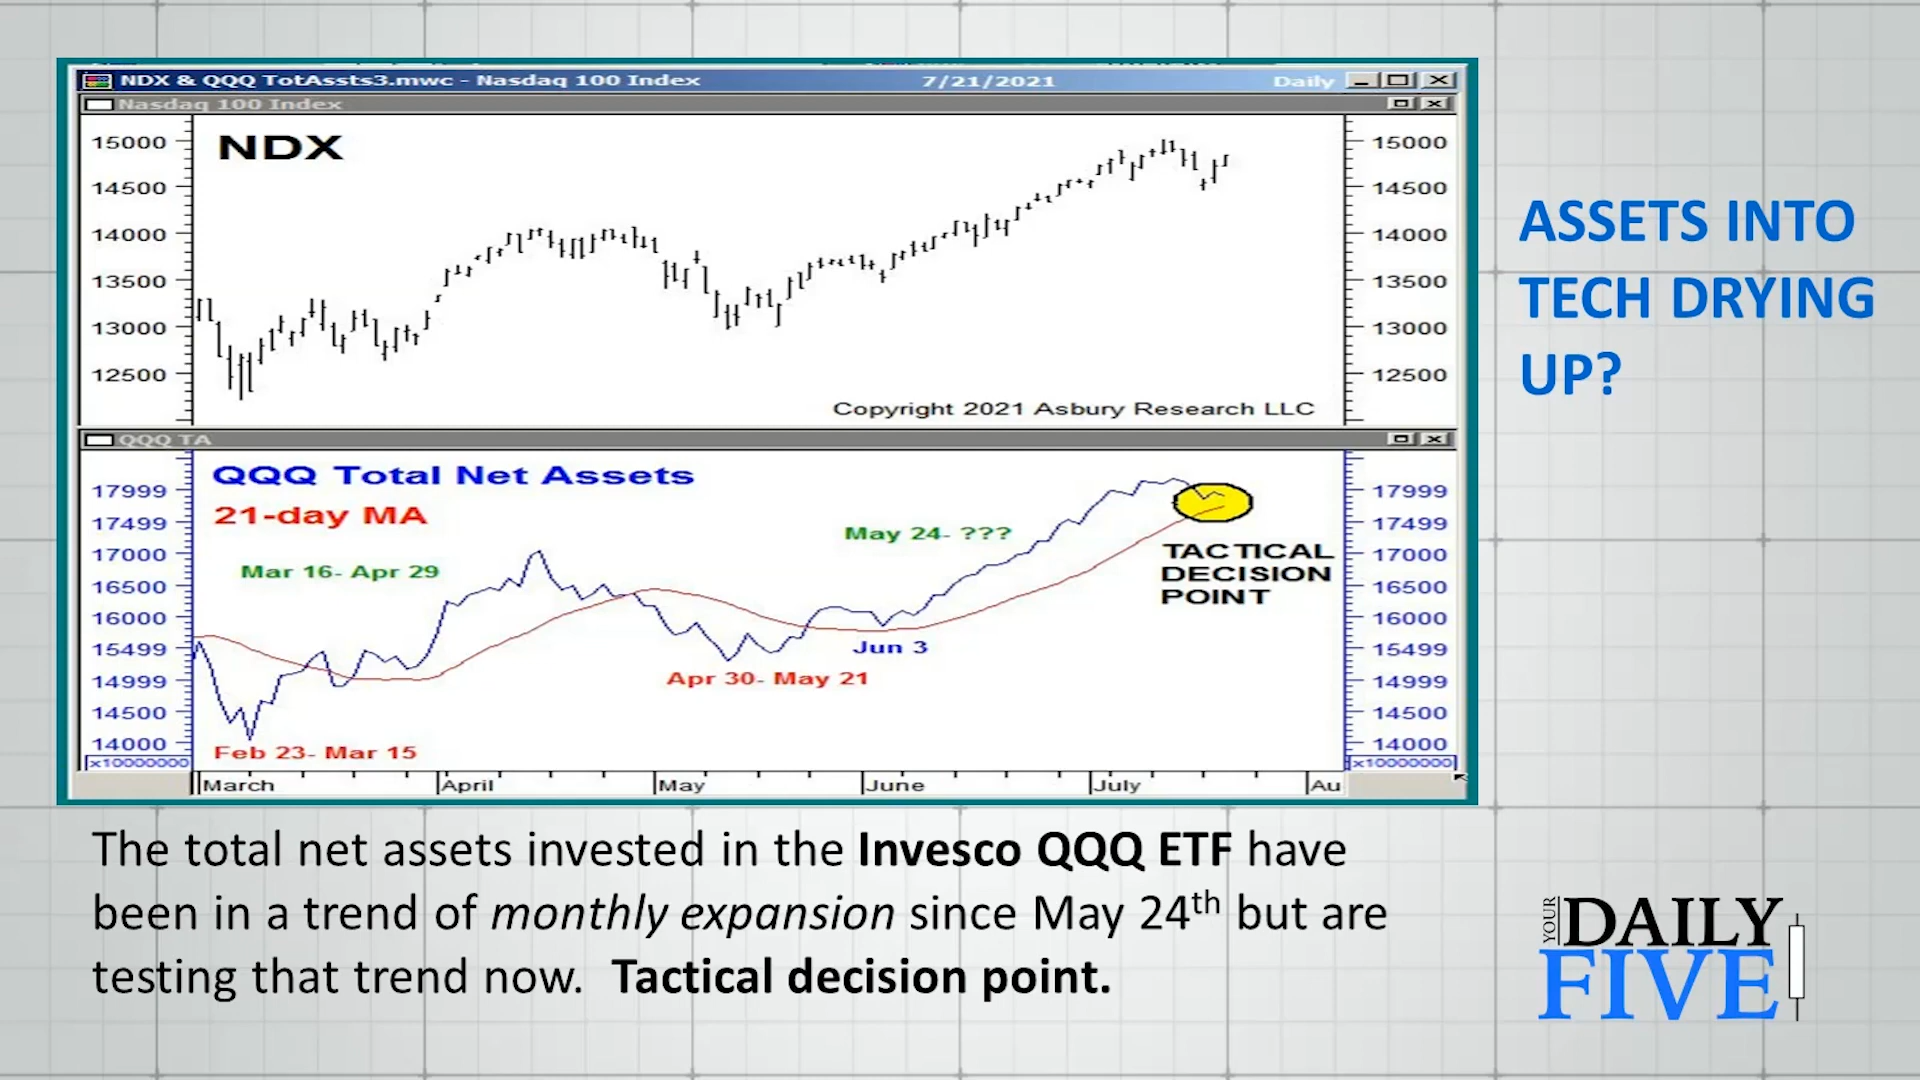 NDX & QQQ TotAssts3.mwc - Nasdaq 100 Index 7/21/2021 Daily
Nasdaq 100 Index
NDX
15000 15000
14500 14500
14000 14000
13500 13500
13000 13000
12500 12500
Copyright 2021 Asbury Research LLC
QQQ TA
QQQ Total Net Assets
21-day MA
17999 17999
17499 17499
17000 17000
16500 16500
16000 16000
15499 15499
14999 14999
14500 14500
14000 14000
x10000000 x10000000
Mar 16- Apr 29
May 24- ???
TACTICAL
DECISION
POINT
Jun 3
Apr 30- May 21
Feb 23- Mar 15
March April May June July Au
ASSETS INTO
TECH DRYING
UP?
The total net assets invested in the Invesco QQQ ETF have
been in a trend of monthly expansion since May 24th but are
testing that trend now. Tactical decision point.
YOUR
DAILY
FIVE